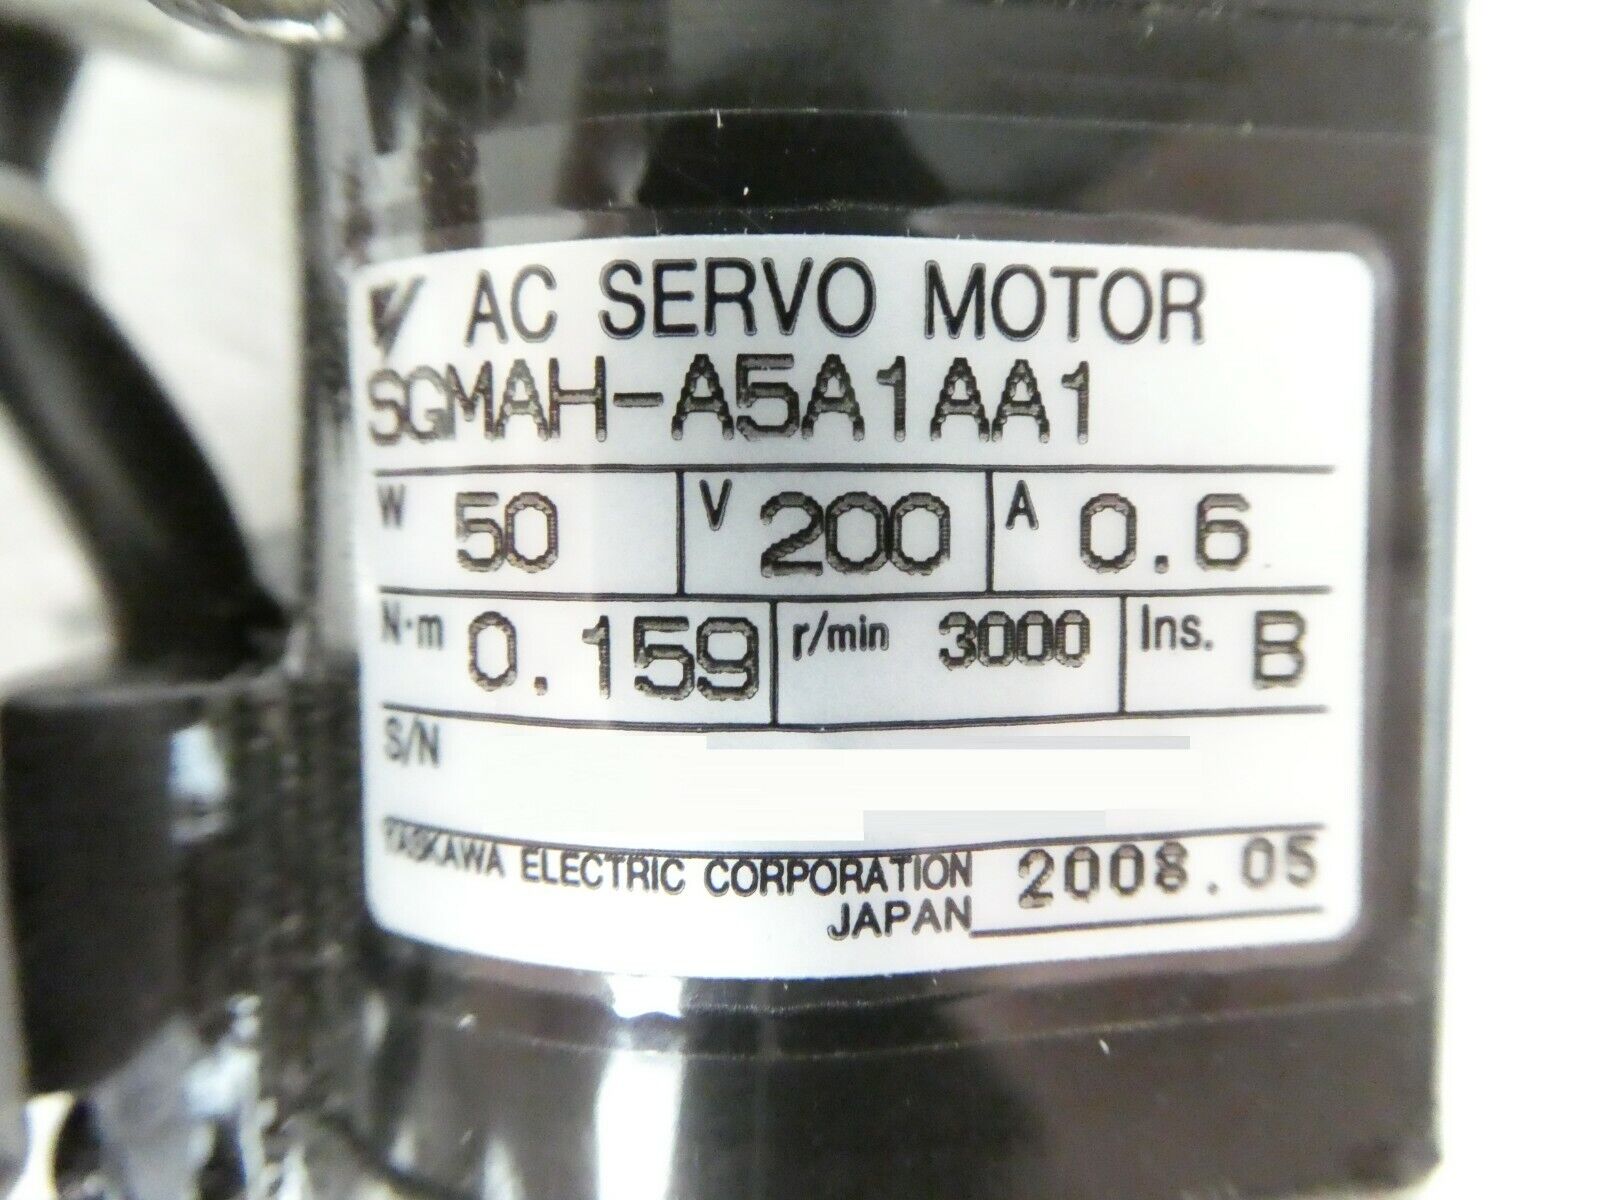 AC SERVO MOTOR
SGMAH-A5A1AA1
W 50 V 200 A 0.6
N·m 0.159 r/min 3000 Ins. B
S/N
YASKAWA ELECTRIC CORPORATION 2008.05
JAPAN